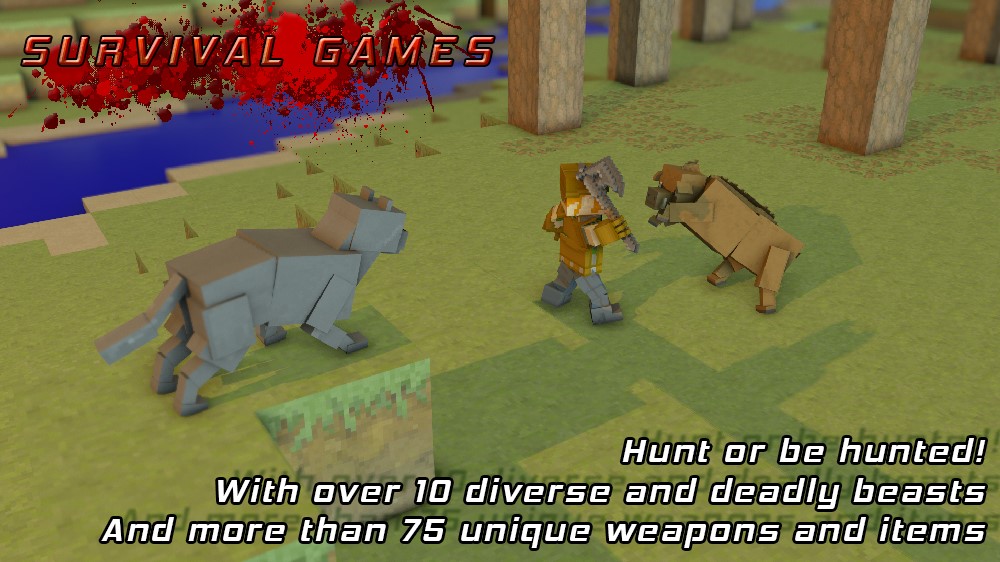 SURVIVAL GAMES
Hunt or be hunted!
With over 10 diverse and deadly beasts
And more than 75 unique weapons and items